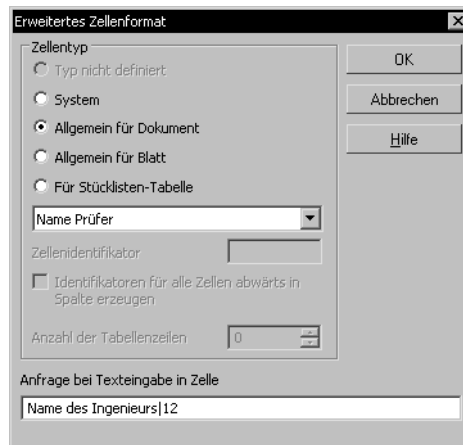 Erweitertes Zellenformat
Zellentyp
Typ nicht definiert
System
Allgemein für Dokument
Allgemein für Blatt
Für Stücklisten-Tabelle
Name Prüfer
Zellenidentifikator
Identifikatoren für alle Zellen abwärts in
Spalte erzeugen
Anzahl der Tabellenzeilen 0
OK
Abbrechen
Hilfe
Anfrage bei Texteingabe in Zelle
Name des Ingenieurs|12